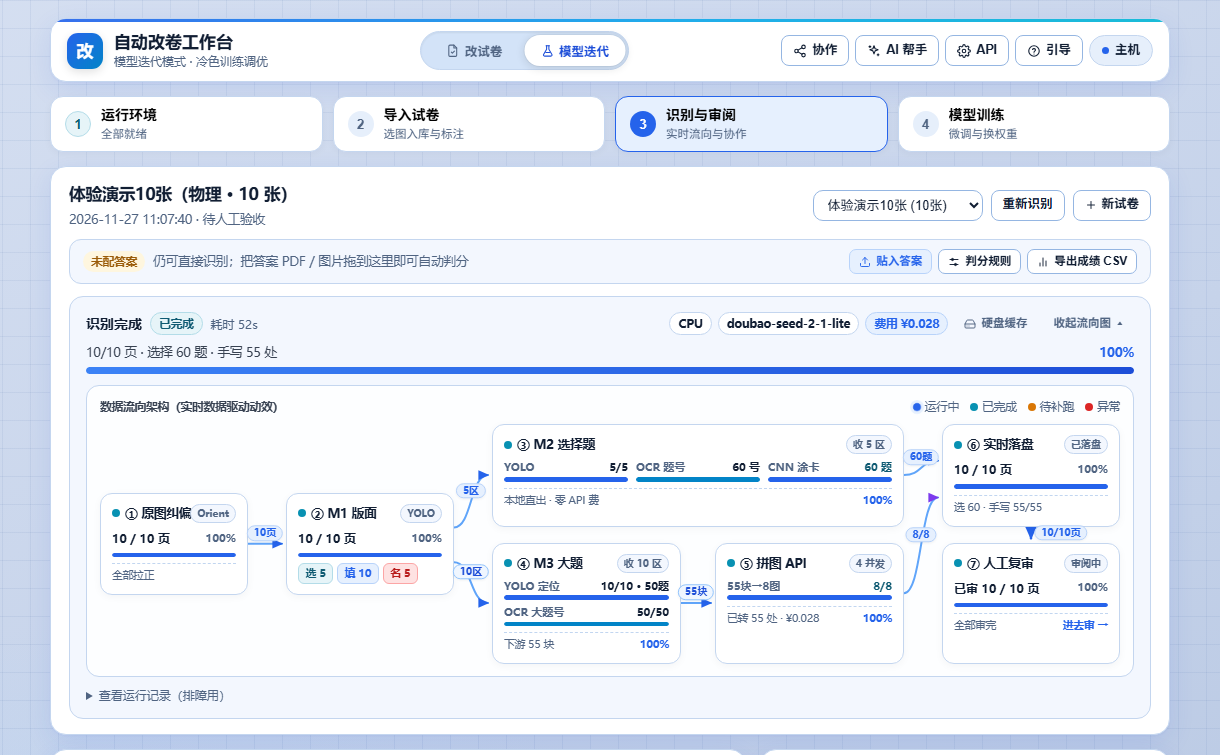 改
自动改卷工作台
模型迭代模式 · 冷色训练调优
改试卷
模型迭代
协作
AI 帮手
API
引导
主机
1
运行环境
全部就绪
2
导入试卷
选图入库与标注
3
识别与审阅
实时流向与协作
4
模型训练
微调与换权重
体验演示10张（物理 · 10 张）
2026-11-27 11:07:40 · 待人工验收
体验演示10张 (10张)
重新识别
＋ 新试卷
未配答案
仍可直接识别；把答案 PDF / 图片拖到这里即可自动判分
贴入答案
判分规则
导出成绩 CSV
识别完成
已完成
耗时 52s
CPU
doubao-seed-2-1-lite
费用 ¥0.028
硬盘缓存
收起流向图
10/10 页 · 选择 60 题 · 手写 55 处
100%
数据流向架构（实时数据驱动动效）
运行中
已完成
待补跑
异常
① 原图纠偏
Orient
10 / 10 页
100%
全部拉正
10页
② M1 版面
YOLO
10 / 10 页
100%
选 5
填 10
名 5
5区
10区
③ M2 选择题
收 5 区
YOLO
5/5
OCR 题号
60 号
CNN 涂卡
60 题
本地直出 · 零 API 费
100%
60题
④ M3 大题
收 10 区
YOLO 定位
10/10 · 50题
OCR 大题号
50/50
下游 55 块
100%
55块
⑤ 拼图 API
4 并发
55块→8图
8/8
已转 55 处 · ¥0.028
100%
8/8
⑥ 实时落盘
已落盘
10 / 10 页
100%
选 60 · 手写 55/55
10/10页
⑦ 人工复审
审阅中
已审 10 / 10 页
100%
全部审完
进去审 →
查看运行记录（排障用）